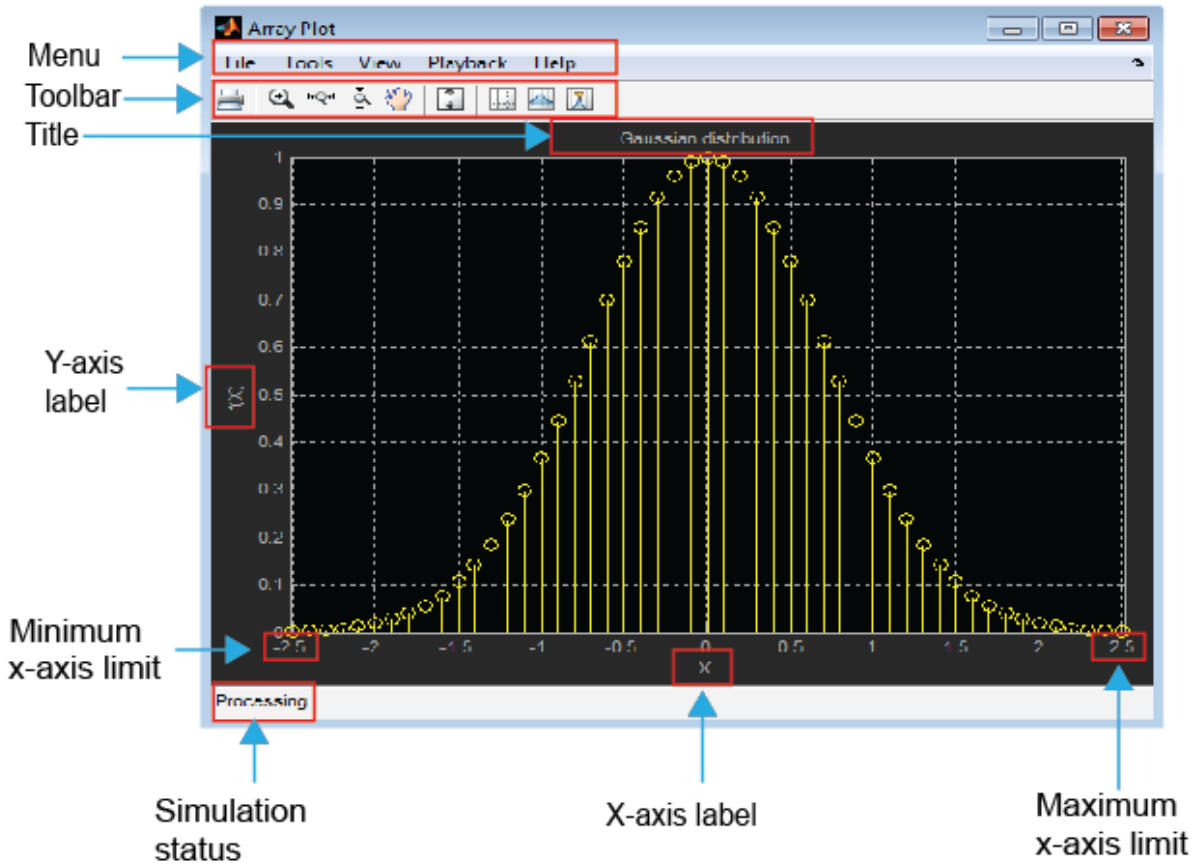 Array Plot
Menu
File Tools View Playback Help
Toolbar
Title
Gaussian distribution
1
0.9
0.8
0.7
0.6
Y-axis
label
f(X)
0.5
0.4
0.3
0.2
0.1
0
Minimum
x-axis limit
-2.5 -2 -1.5 -1 -0.5 0 0.5 1 1.5 2 2.5
X
Processing
Simulation
status
X-axis label
Maximum
x-axis limit